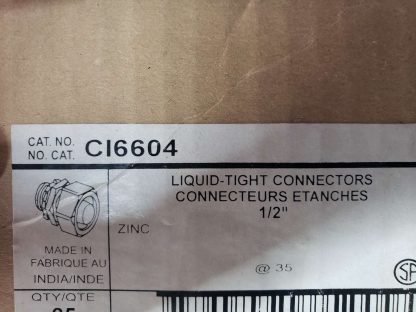 CAT. NO.
NO. CAT. CI6604
LIQUID-TIGHT CONNECTORS
CONNECTEURS ETANCHES
1/2"
ZINC
MADE IN
FABRIQUE AU
INDIA/INDE
@ 35
QTY/QTE